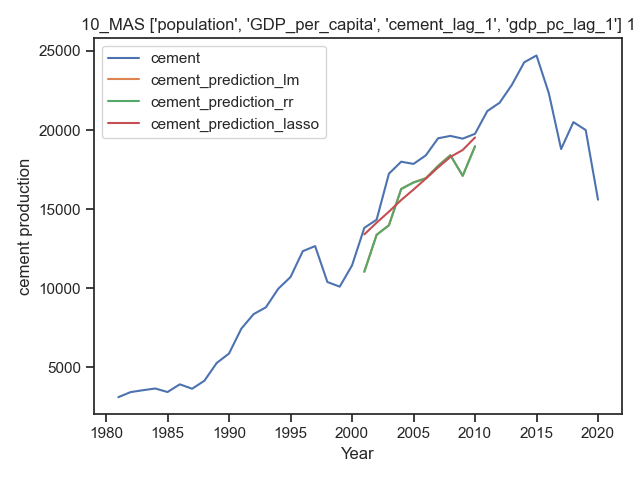 10_MAS ['population', 'GDP_per_capita', 'cement_lag_1', 'gdp_pc_lag_1'] 1
25000
20000
15000
10000
5000
cement production
cement
cement_prediction_lm
cement_prediction_rr
cement_prediction_lasso
1980
1985
1990
1995
2000
2005
2010
2015
2020
Year